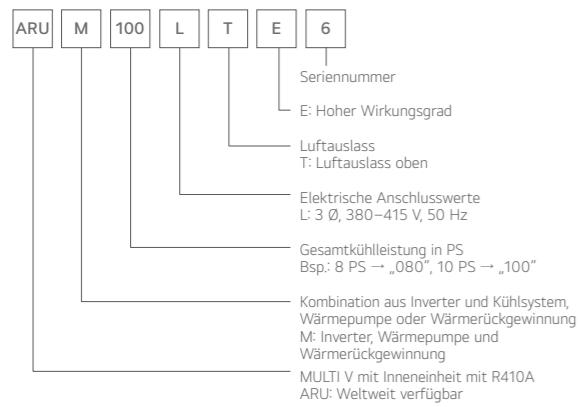 ARU M 100 L T E 6
Seriennummer
E: Hoher Wirkungsgrad
Luftauslass
T: Luftauslass oben
Elektrische Anschlusswerte
L: 3 Ø, 380–415 V, 50 Hz
Gesamtkühlleistung in PS
Bsp.: 8 PS → „080”, 10 PS → „100”
Kombination aus Inverter und Kühlsystem,
Wärmepumpe oder Wärmerückgewinnung
M: Inverter, Wärmepumpe und
Wärmerückgewinnung
MULTI V mit Inneneinheit mit R410A
ARU: Weltweit verfügbar